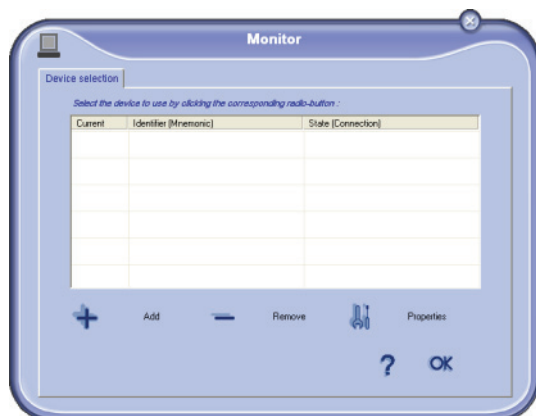 Monitor
Device selection
Select the device to use by clicking the corresponding radio-button :
Current Identifier (Mnemonic) State (Connection)
Add Remove Properties
? OK